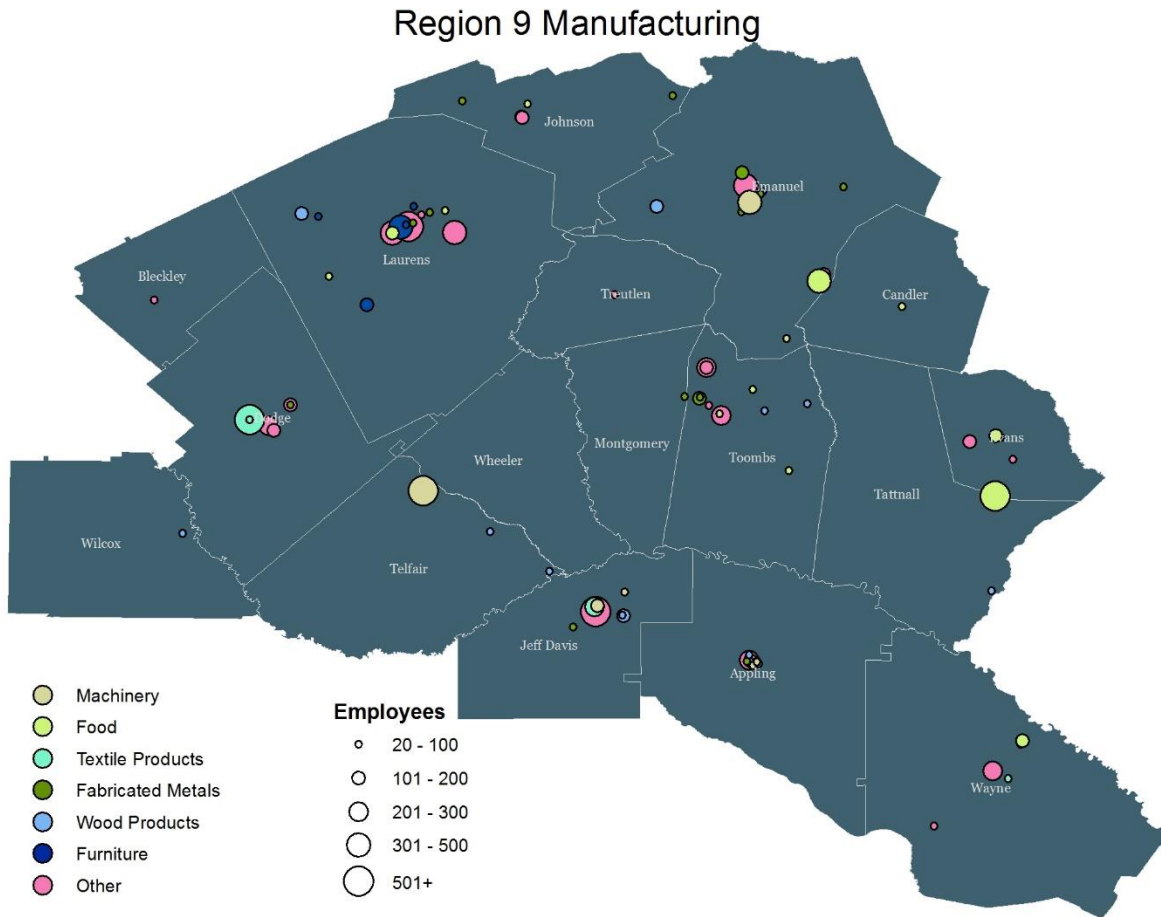 Region 9 Manufacturing
Johnson
Emanuel
Laurens
Bleckley
Treutlen
Candler
Dodge
Montgomery
Wheeler
Toombs
Evans
Tattnall
Wilcox
Telfair
Jeff Davis
Appling
Wayne
Machinery
Food
Textile Products
Fabricated Metals
Wood Products
Furniture
Other
Employees
20 - 100
101 - 200
201 - 300
301 - 500
501+